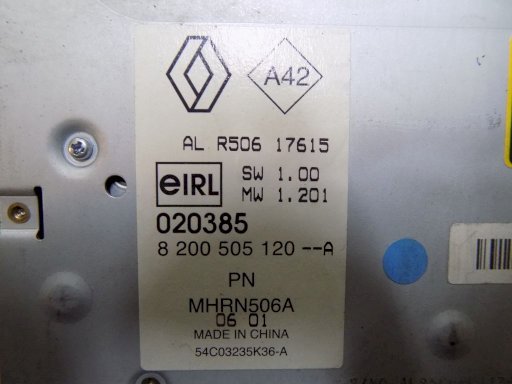 A42
AL R506 17615
eIRL
SW 1.00
MW 1.201
020385
8 200 505 120 --A
PN
MHRN506A
06 01
MADE IN CHINA
54C03235K36-A